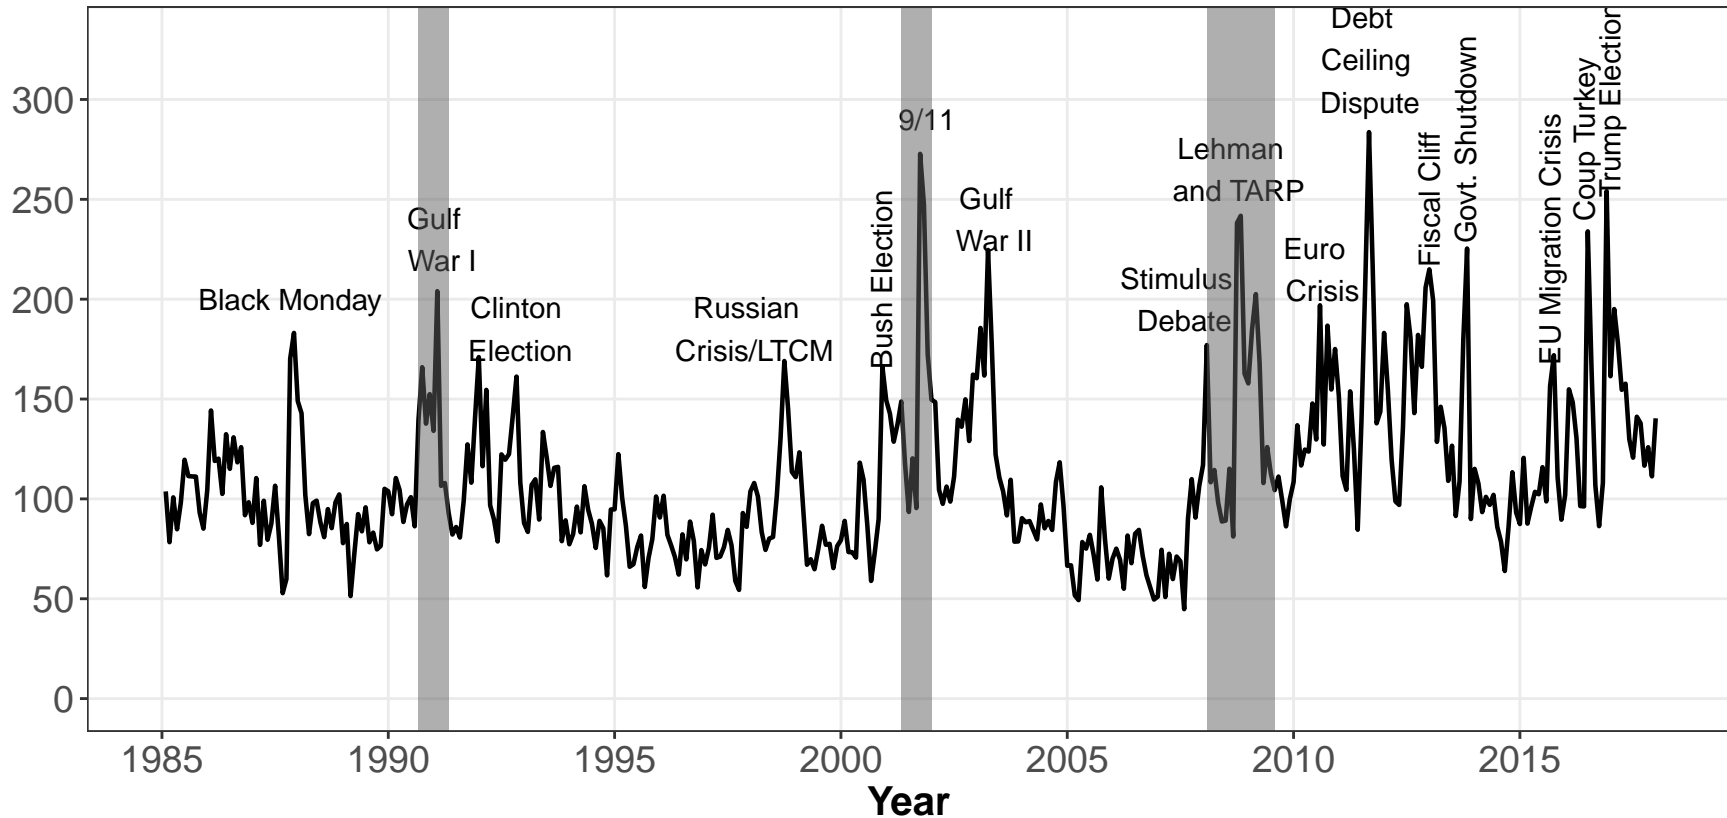 Debt
Ceiling
Dispute
300
250
200
150
100
50
0
Black Monday
Gulf
War I
Clinton
Election
Russian
Crisis/LTCM
Bush Election
9/11
Gulf
War II
Stimulus
Debate
Lehman
and TARP
Euro
Crisis
Fiscal Cliff
Govt. Shutdown
EU Migration Crisis
Coup Turkey
Trump Election
1985
1990
1995
2000
2005
2010
2015
Year